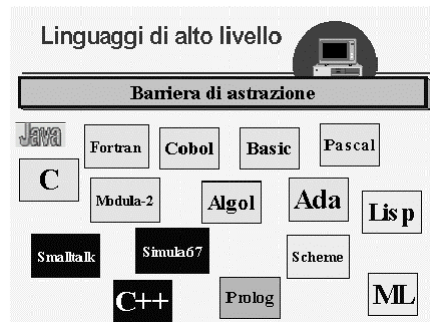 Linguaggi di alto livello
Barriera di astrazione
Java
Fortran
Cobol
Basic
Pascal
C
Modula-2
Algol
Ada
Lisp
Smalltalk
Simula67
Scheme
C++
Prolog
ML